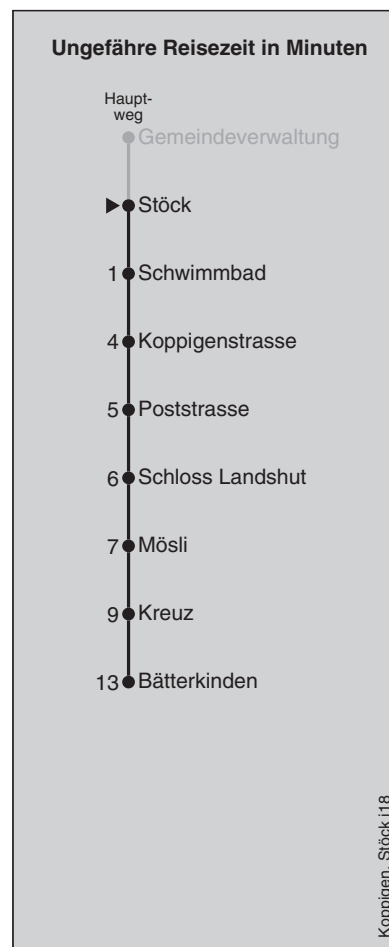 Ungefähre Reisezeit in Minuten
Haupt-
weg
Gemeindeverwaltung
Stöck
1 Schwimmbad
4 Koppigenstrasse
5 Poststrasse
6 Schloss Landshut
7 Mösli
9 Kreuz
13 Bätterkinden
Koppigen, Stöck j18